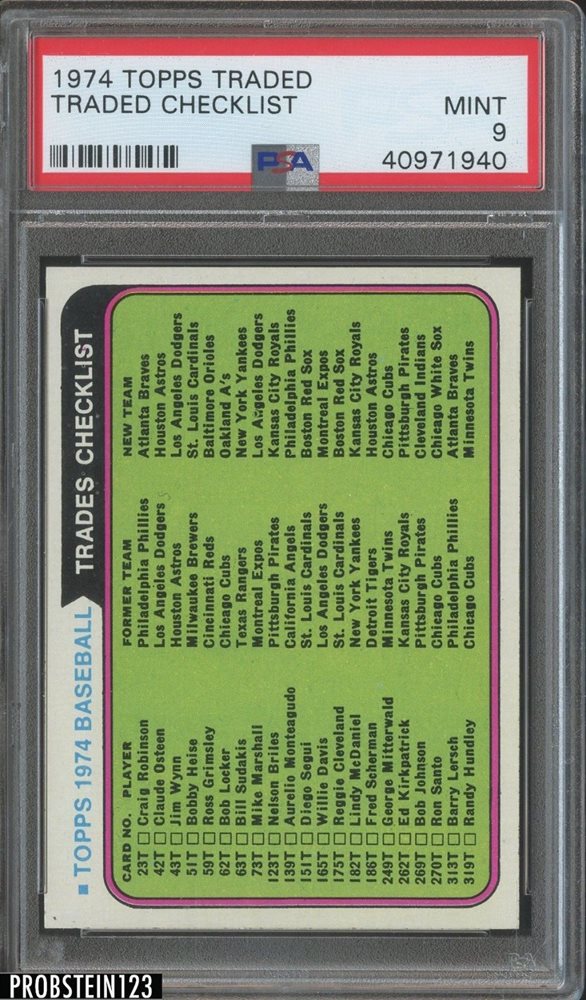 1974 TOPPS TRADED
TRADED CHECKLIST MINT
9
PSA 40971940
TOPPS 1974 BASEBALL TRADES CHECKLIST
CARD NO. PLAYER FORMER TEAM NEW TEAM
23T Craig Robinson Philadelphia Phillies Atlanta Braves
42T Claude Osteen Los Angeles Dodgers Houston Astros
43T Jim Wynn Houston Astros Los Angeles Dodgers
51T Bobby Heise Milwaukee Brewers St. Louis Cardinals
59T Ross Grimsley Cincinnati Reds Baltimore Orioles
62T Bob Locker Chicago Cubs Oakland A's
63T Bill Sudakis Texas Rangers New York Yankees
73T Mike Marshall Montreal Expos Los Angeles Dodgers
123T Nelson Briles Pittsburgh Pirates Kansas City Royals
139T Aurelio Monteagudo California Angels Philadelphia Phillies
151T Diego Segui St. Louis Cardinals Boston Red Sox
165T Willie Davis Los Angeles Dodgers Montreal Expos
175T Reggie Cleveland St. Louis Cardinals Boston Red Sox
182T Lindy McDaniel New York Yankees Kansas City Royals
186T Fred Scherman Detroit Tigers Houston Astros
249T George Mitterwald Minnesota Twins Chicago Cubs
262T Ed Kirkpatrick Kansas City Royals Pittsburgh Pirates
269T Bob Johnson Pittsburgh Pirates Cleveland Indians
270T Ron Santo Chicago Cubs Chicago White Sox
313T Barry Lersch Philadelphia Phillies Atlanta Braves
319T Randy Hundley Chicago Cubs Minnesota Twins
PROBSTEIN123